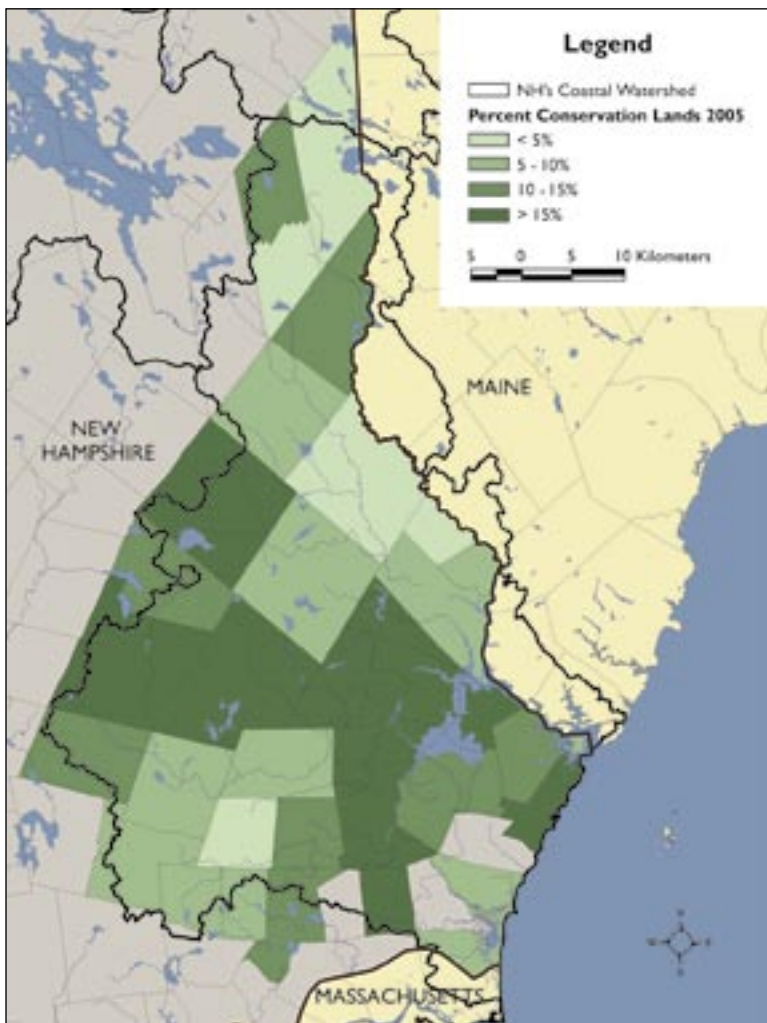 Legend
NH's Coastal Watershed
Percent Conservation Lands 2005
< 5%
5 - 10%
10 - 15%
> 15%
5 0 5 10 Kilometers
MAINE
NEW
HAMPSHIRE
MASSACHUSETTS
N
W E
S